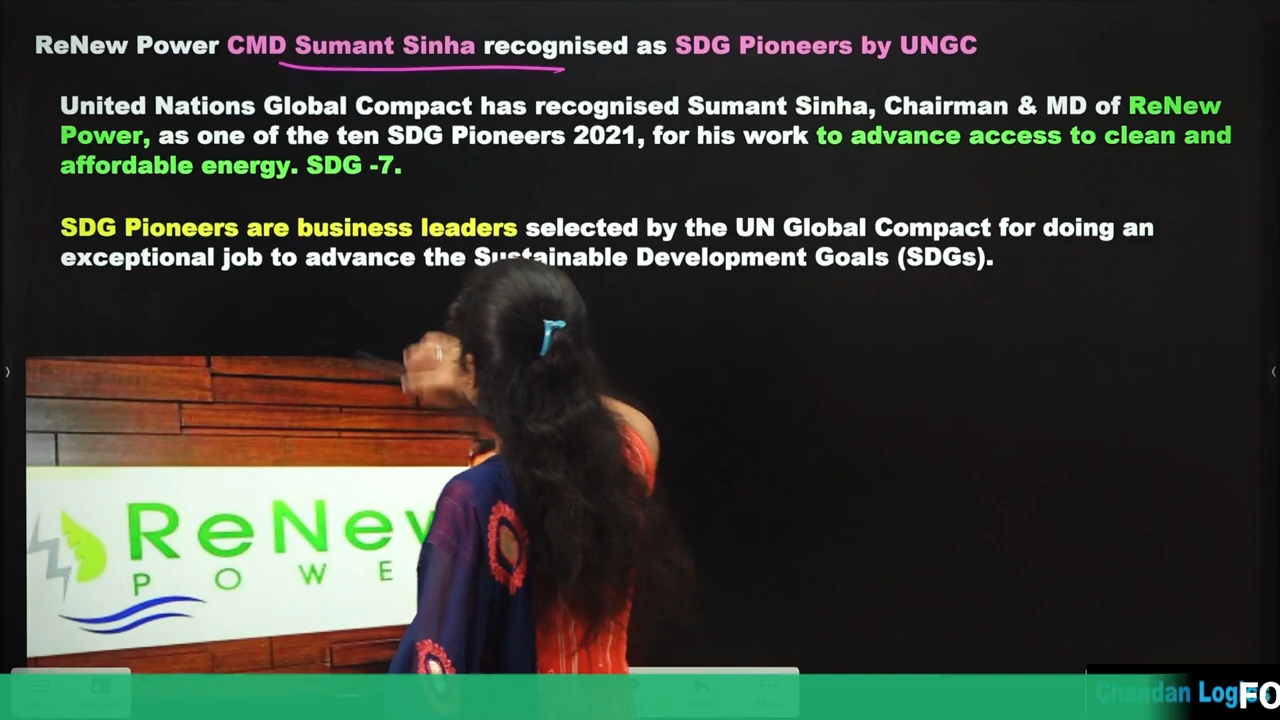 ReNew Power CMD Sumant Sinha recognised as SDG Pioneers by UNGC
United Nations Global Compact has recognised Sumant Sinha, Chairman & MD of ReNew
Power, as one of the ten SDG Pioneers 2021, for his work to advance access to clean and
affordable energy. SDG -7.
SDG Pioneers are business leaders selected by the UN Global Compact for doing an
exceptional job to advance the Sustainable Development Goals (SDGs).
ReNew
POWE
Chandan Logics
FO